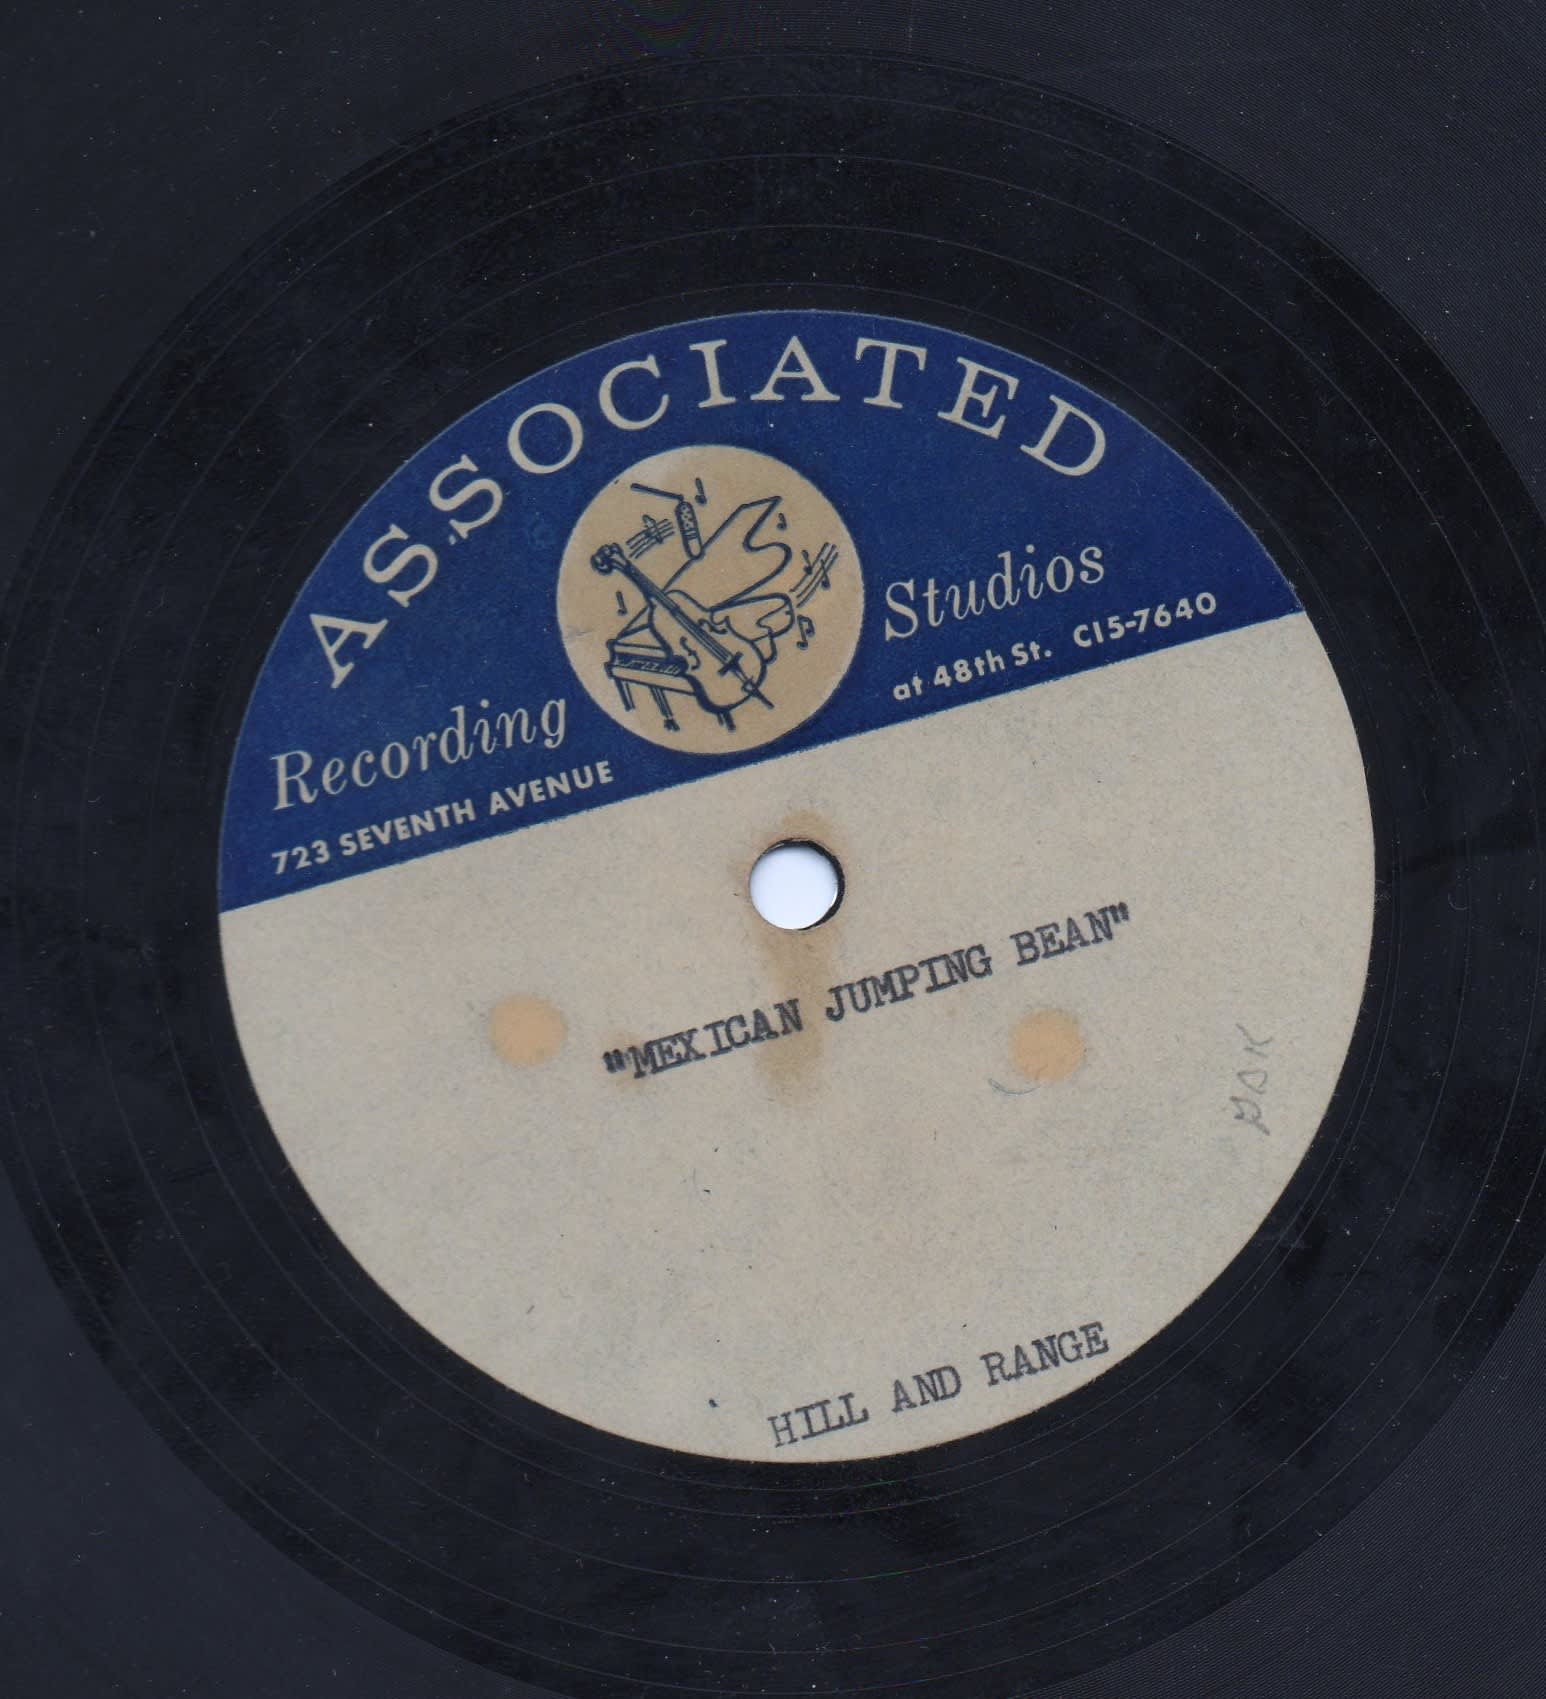 ASSOCIATED
Recording Studios
723 SEVENTH AVENUE at 48th St. CI5-7640
"MEXICAN JUMPING BEAN"
HILL AND RANGE